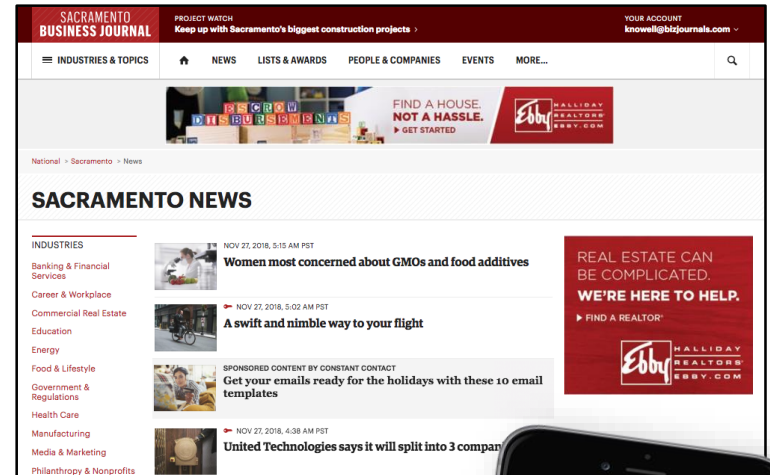 SACRAMENTO
BUSINESS JOURNAL
PROJECT WATCH
Keep up with Sacramento's biggest construction projects ›
YOUR ACCOUNT
knowell@bizjournals.com
INDUSTRIES & TOPICS
NEWS
LISTS & AWARDS
PEOPLE & COMPANIES
EVENTS
MORE...
ESCROW
DISBURSEMENTS
FIND A HOUSE.
NOT A HASSLE.
GET STARTED
Ebby
HALLIDAY
REALTORS®
EBBY.COM
National » Sacramento » News
SACRAMENTO NEWS
INDUSTRIES
Banking & Financial
Services
Career & Workplace
Commercial Real Estate
Education
Energy
Food & Lifestyle
Government &
Regulations
Health Care
Manufacturing
Media & Marketing
Philanthropy & Nonprofits
NOV 27, 2018, 5:15 AM PST
Women most concerned about GMOs and food additives
NOV 27, 2018, 5:02 AM PST
A swift and nimble way to your flight
SPONSORED CONTENT BY CONSTANT CONTACT
Get your emails ready for the holidays with these 10 email
templates
NOV 27, 2018, 4:38 AM PST
United Technologies says it will split into 3
REAL ESTATE CAN
BE COMPLICATED.
WE'RE HERE TO HELP.
FIND A REALTOR®
Ebby
HALLIDAY
REALTORS®
EBBY.COM